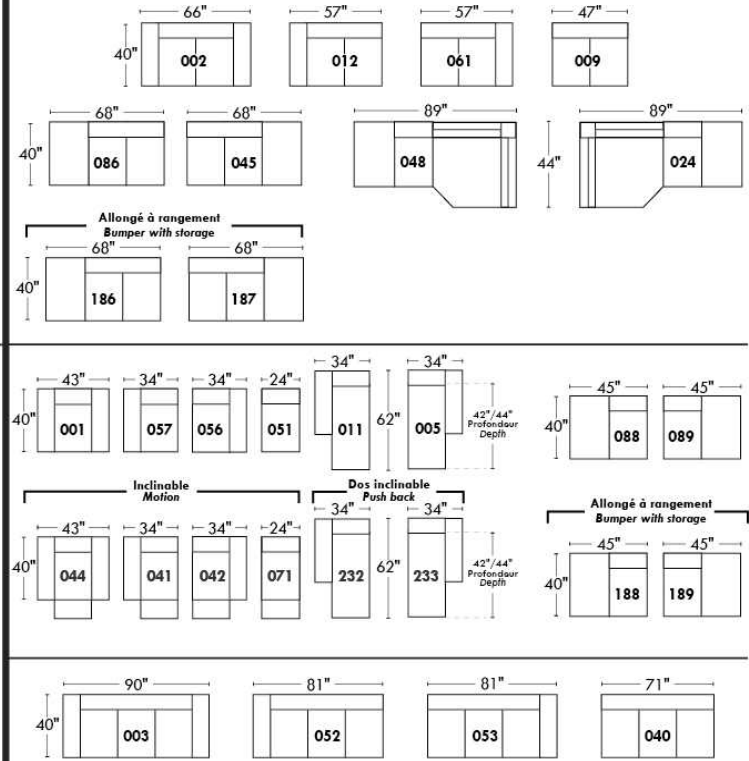 66" 57" 57" 47"
40" 002 012 061 009
68" 68" 89" 89"
40" 086 045 048 44" 024
Allongé à rangement
Bumper with storage
68" 68"
40" 186 187
43" 34" 34" 24" 34" 34" 45" 45"
40" 001 057 056 051 011 62" 005 42"/44" Profondeur Depth 40" 088 089
Inclinable
Motion
Dos inclinable
Push back
Allongé à rangement
Bumper with storage
43" 34" 34" 24" 34" 34" 45" 45"
40" 044 041 042 071 232 62" 233 42"/44" Profondeur Depth 40" 188 189
90" 81" 81" 71"
40" 003 052 053 040